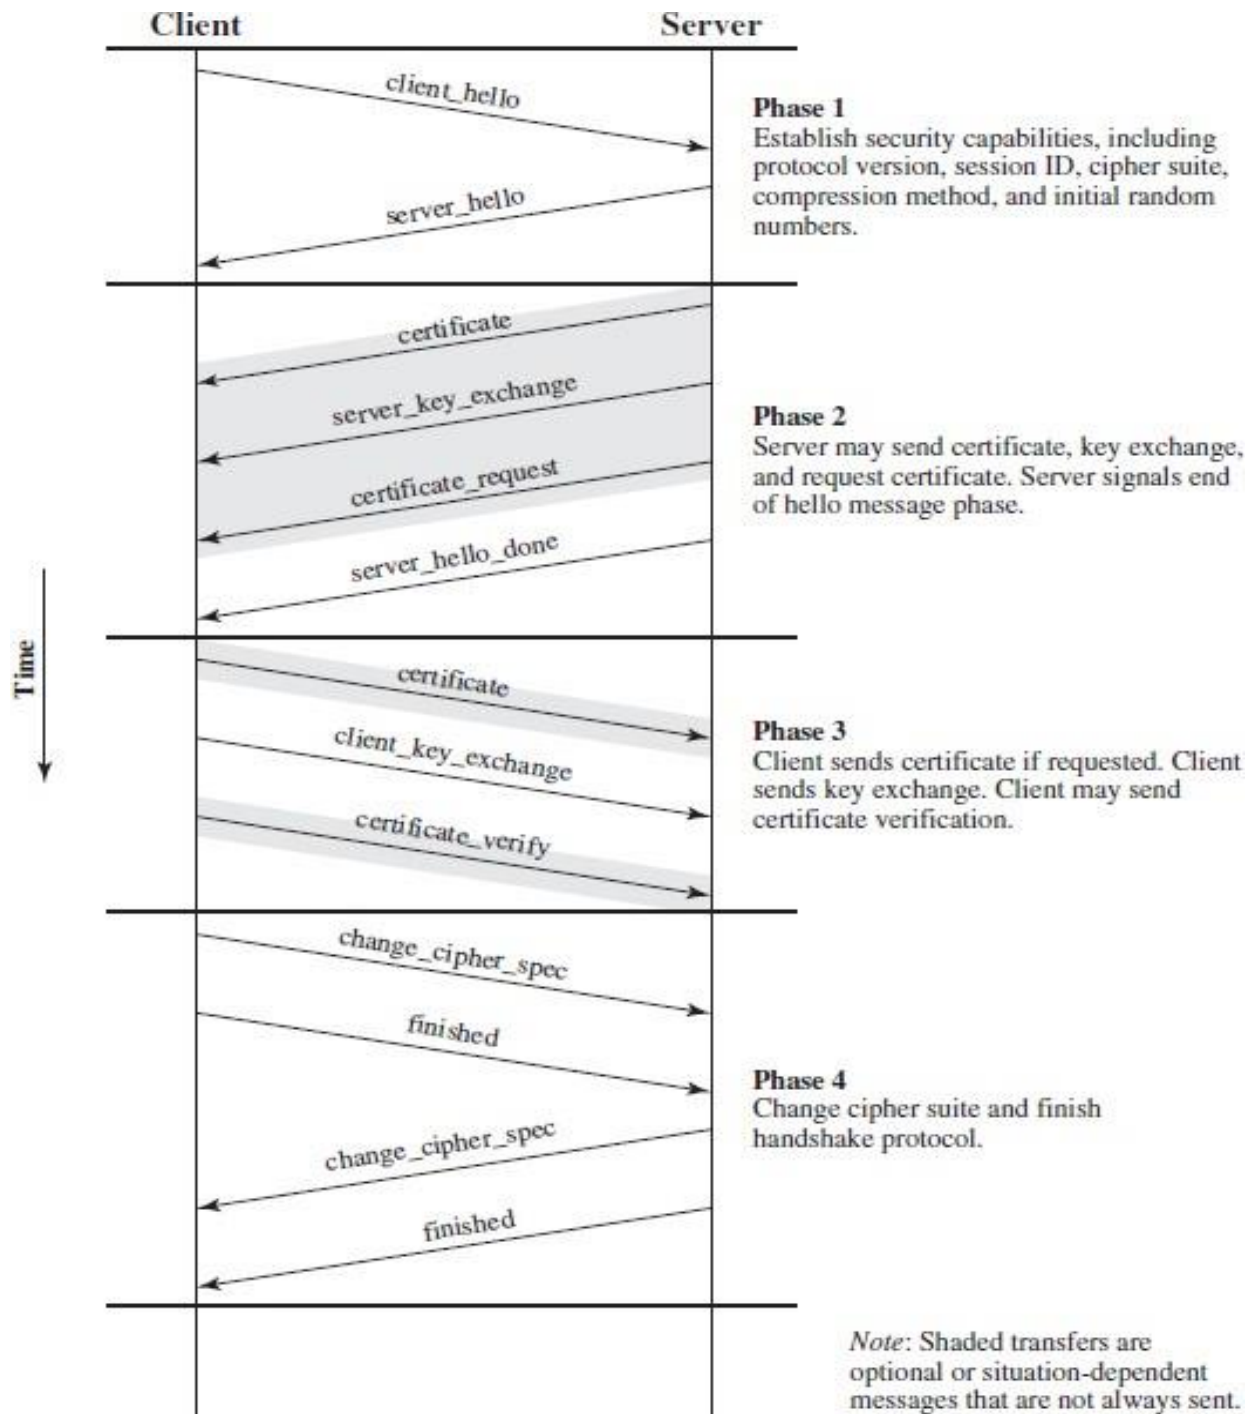 Client
Server
client_hello
server_hello
Phase 1
Establish security capabilities, including
protocol version, session ID, cipher suite,
compression method, and initial random
numbers.
certificate
server_key_exchange
certificate_request
server_hello_done
Phase 2
Server may send certificate, key exchange,
and request certificate. Server signals end
of hello message phase.
Time
certificate
client_key_exchange
certificate_verify
Phase 3
Client sends certificate if requested. Client
sends key exchange. Client may send
certificate verification.
change_cipher_spec
finished
change_cipher_spec
finished
Phase 4
Change cipher suite and finish
handshake protocol.
Note: Shaded transfers are
optional or situation-dependent
messages that are not always sent.